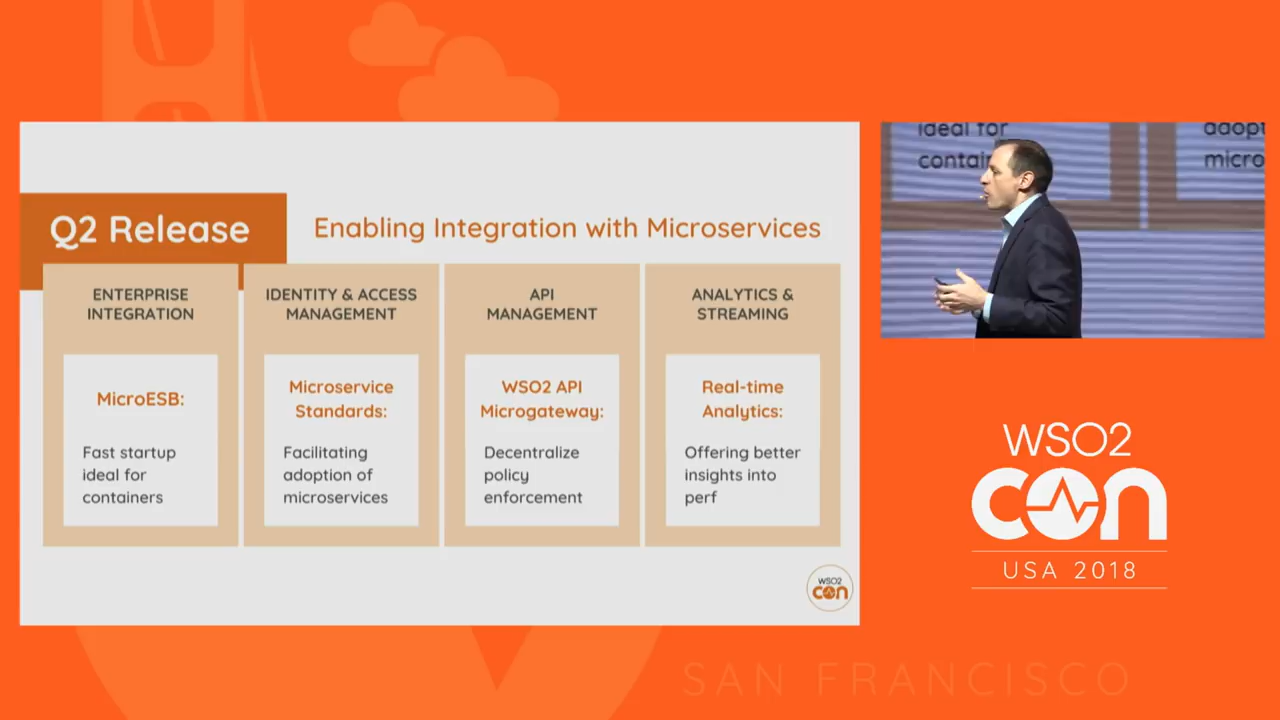 Q2 Release
Enabling Integration with Microservices
ENTERPRISE
INTEGRATION
MicroESB:
Fast startup
ideal for
containers
IDENTITY & ACCESS
MANAGEMENT
Microservice
Standards:
Facilitating
adoption of
microservices
API
MANAGEMENT
WSO2 API
Microgateway:
Decentralize
policy
enforcement
ANALYTICS &
STREAMING
Real-time
Analytics:
Offering better
insights into
perf
WSO2
con
ideal for
contai
adopt
micro
WSO2
con
USA 2018
SAN FRANCISCO